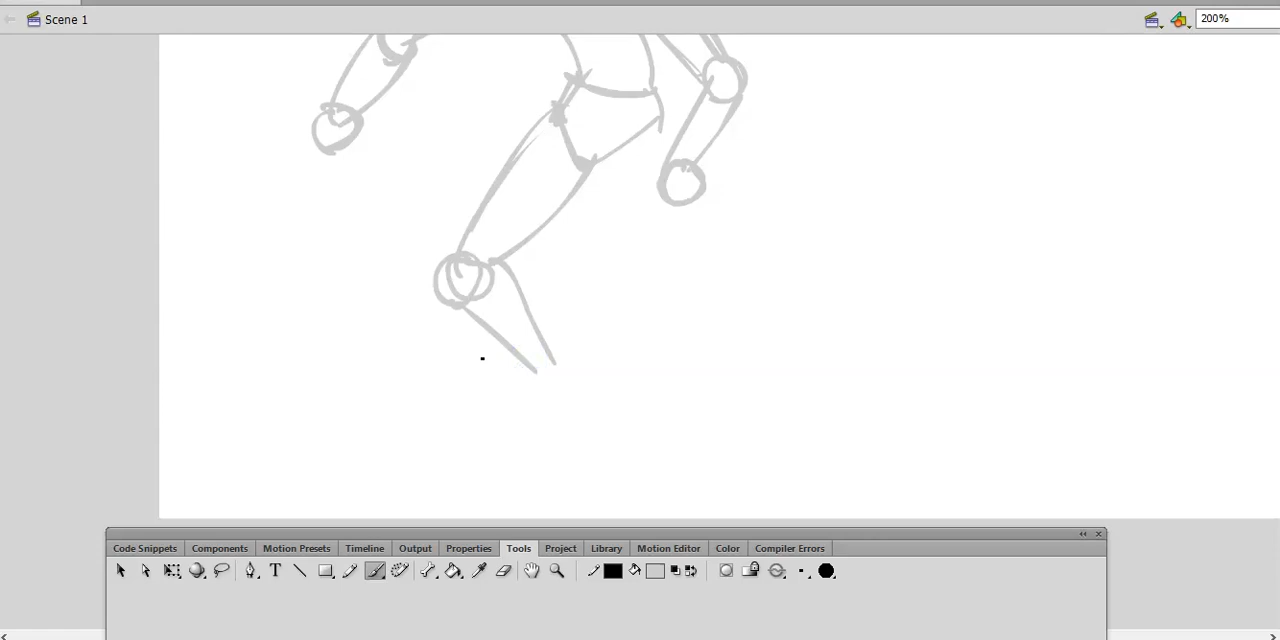 Scene 1
200%
Code Snippets Components Motion Presets Timeline Output Properties Tools Project Library Motion Editor Color Compiler Errors